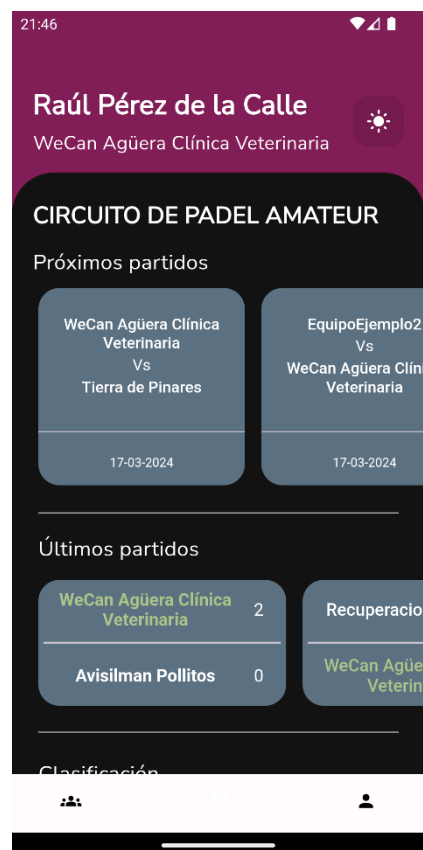 21:46
Raúl Pérez de la Calle
WeCan Agüera Clínica Veterinaria
CIRCUITO DE PADEL AMATEUR
Próximos partidos
WeCan Agüera Clínica
Veterinaria
Vs
Tierra de Pinares
17-03-2024
EquipoEjemplo2
Vs
WeCan Agüera Clíni
Veterinaria
17-03-2024
Últimos partidos
WeCan Agüera Clínica
Veterinaria
2
Avisilman Pollitos
0
Recuperacio
WeCan Agüe
Veterin
Clasificación